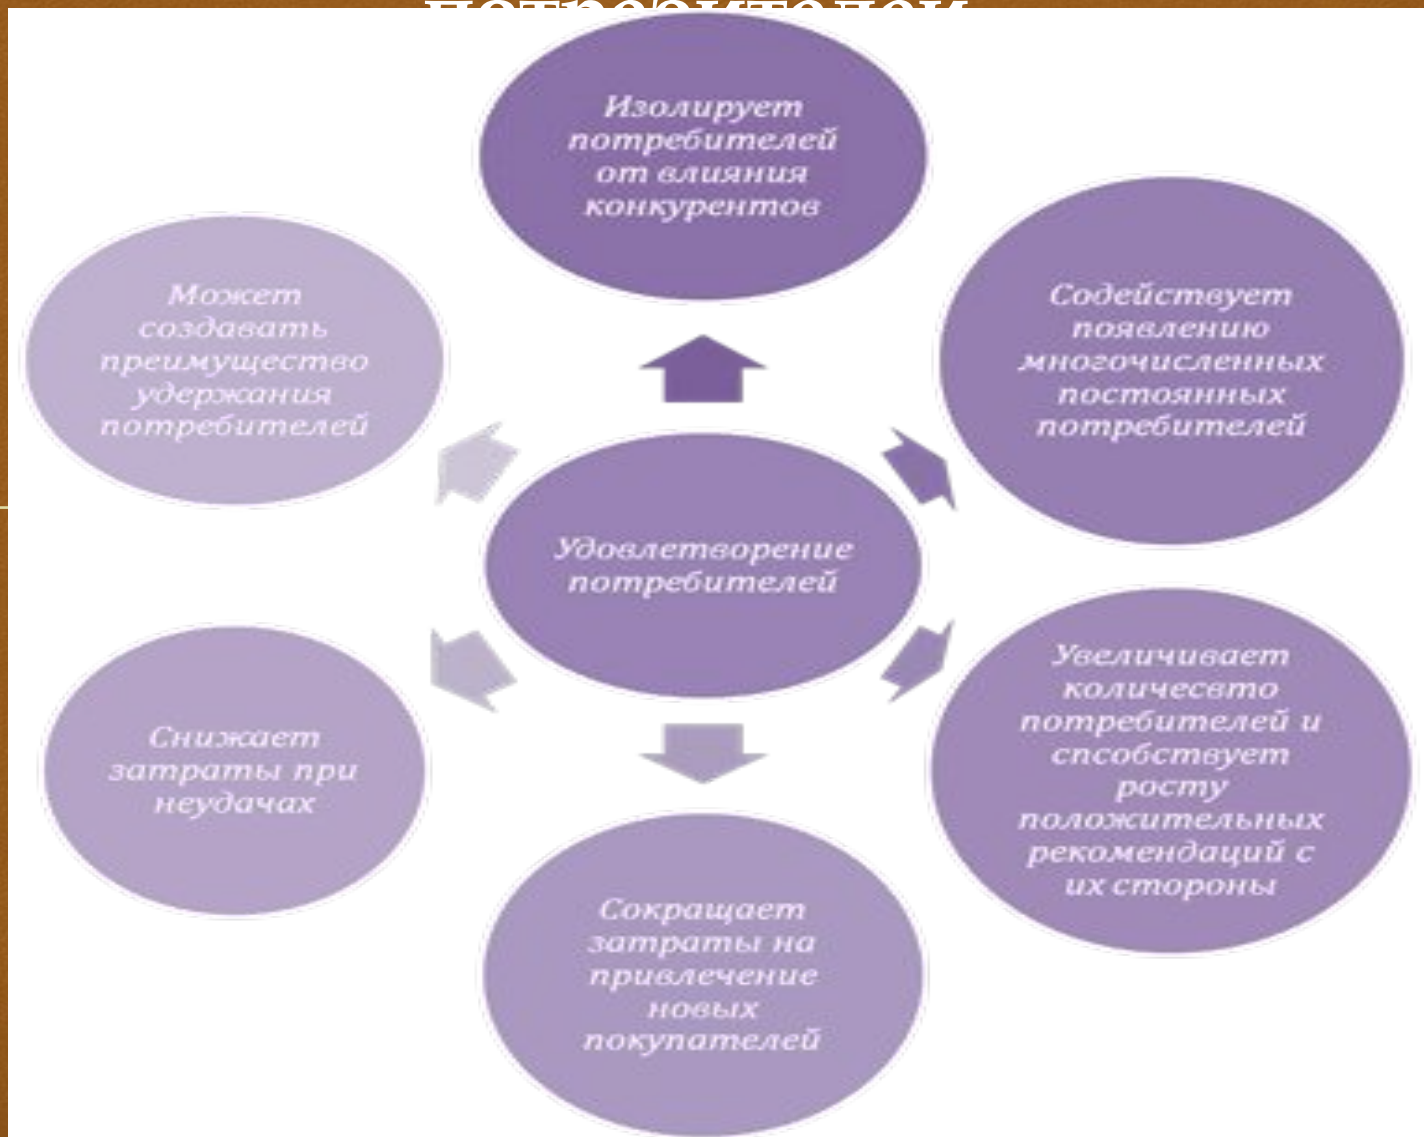 потребителей
Изолирует
потребителей
от влияния
конкурентов
Содействует
появлению
многочисленных
постоянных
потребителей
Увеличивает
количесвто
потребителей и
спсобствует
росту
положительных
рекомендаций с
их стороны
Сокращает
затраты на
привлечение
новых
покупателей
Снижает
затраты при
неудачах
Может
создавать
преимущество
удержания
потребителей
Удовлетворение
потребителей